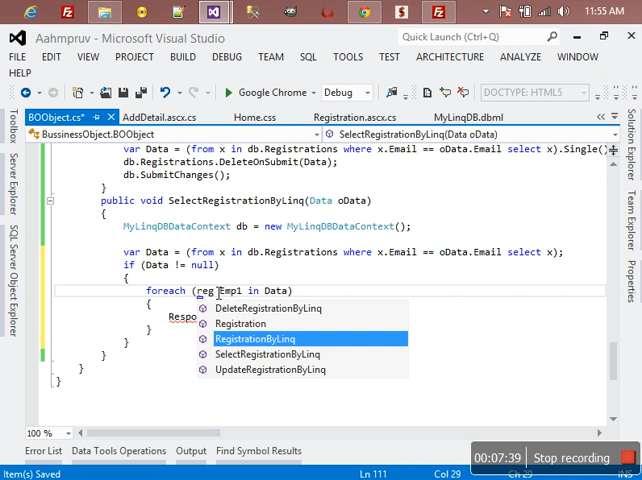 11:55 AM
Aahmpruv - Microsoft Visual Studio
Quick Launch (Ctrl+Q)
FILE EDIT VIEW PROJECT BUILD DEBUG TEAM SQL TOOLS TEST ARCHITECTURE ANALYZE WINDOW
HELP
Google Chrome Debug DOCTYPE: HTML5
BOObject.cs* AddDetail.ascx.cs Home.css Registration.ascx.cs MyLinqDB.dbml
BussinessObject.BOObject SelectRegistrationByLinq(Data oData)
var Data = (from x in db.Registrations where x.Email == oData.Email select x).Single()
db.Registrations.DeleteOnSubmit(Data);
db.SubmitChanges();
}
public void SelectRegistrationByLinq(Data oData)
{
MyLinqDBDataContext db = new MyLinqDBDataContext();
var Data = (from x in db.Registrations where x.Email == oData.Email select x);
if (Data != null)
{
foreach (reg Emp1 in Data)
{
DeleteRegistrationByLinq
Respo
Registration
}
RegistrationByLinq
}
SelectRegistrationByLinq
}
UpdateRegistrationByLinq
}
}
Toolbox
Server Explorer
SQL Server Object Explorer
Solution Explorer
Team Explorer
Properties
100 %
Error List Data Tools Operations Output Find Symbol Results
00:07:39 Stop recording
Item(s) Saved Ln 111 Col 29 Ch 29 INS